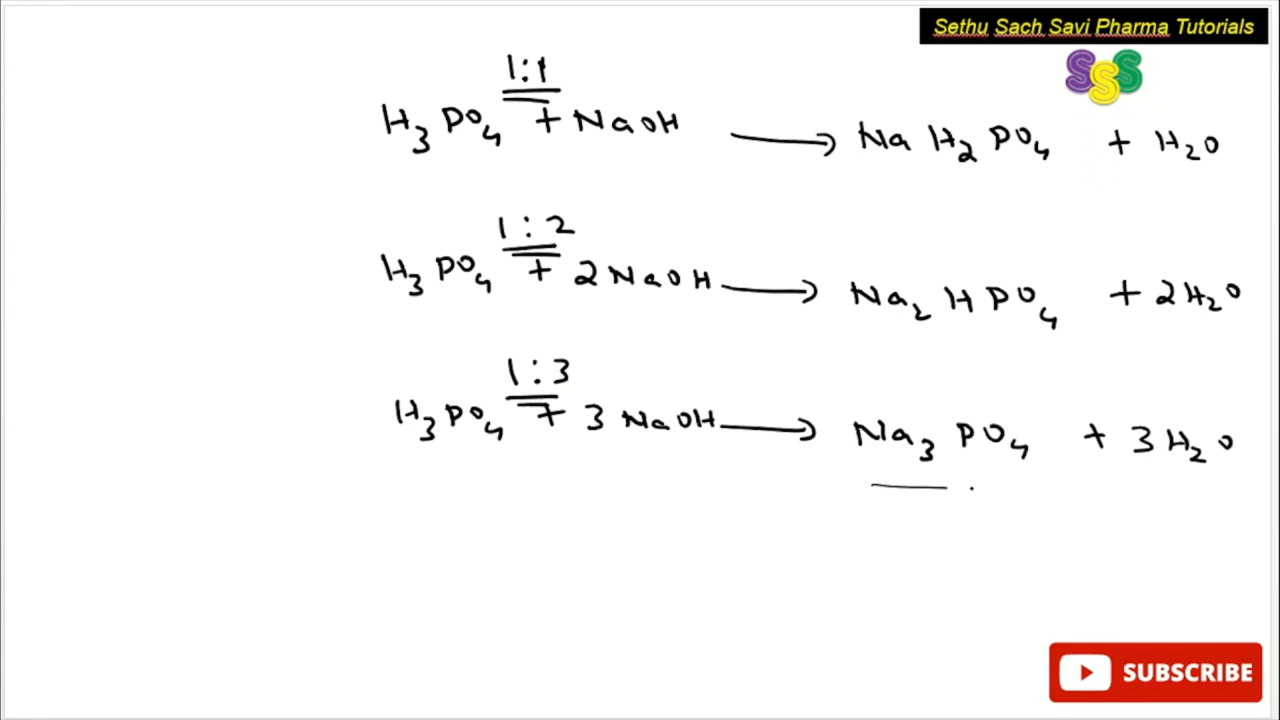 Sethu Sach Savi Pharma Tutorials
SSS
1:1
H₃PO₄ + NaOH ⟶ NaH₂PO₄ + H₂O
1:2
H₃PO₄ + 2NaOH ⟶ Na₂HPO₄ + 2H₂O
1:3
H₃PO₄ + 3NaOH ⟶ Na₃PO₄ + 3H₂O
SUBSCRIBE